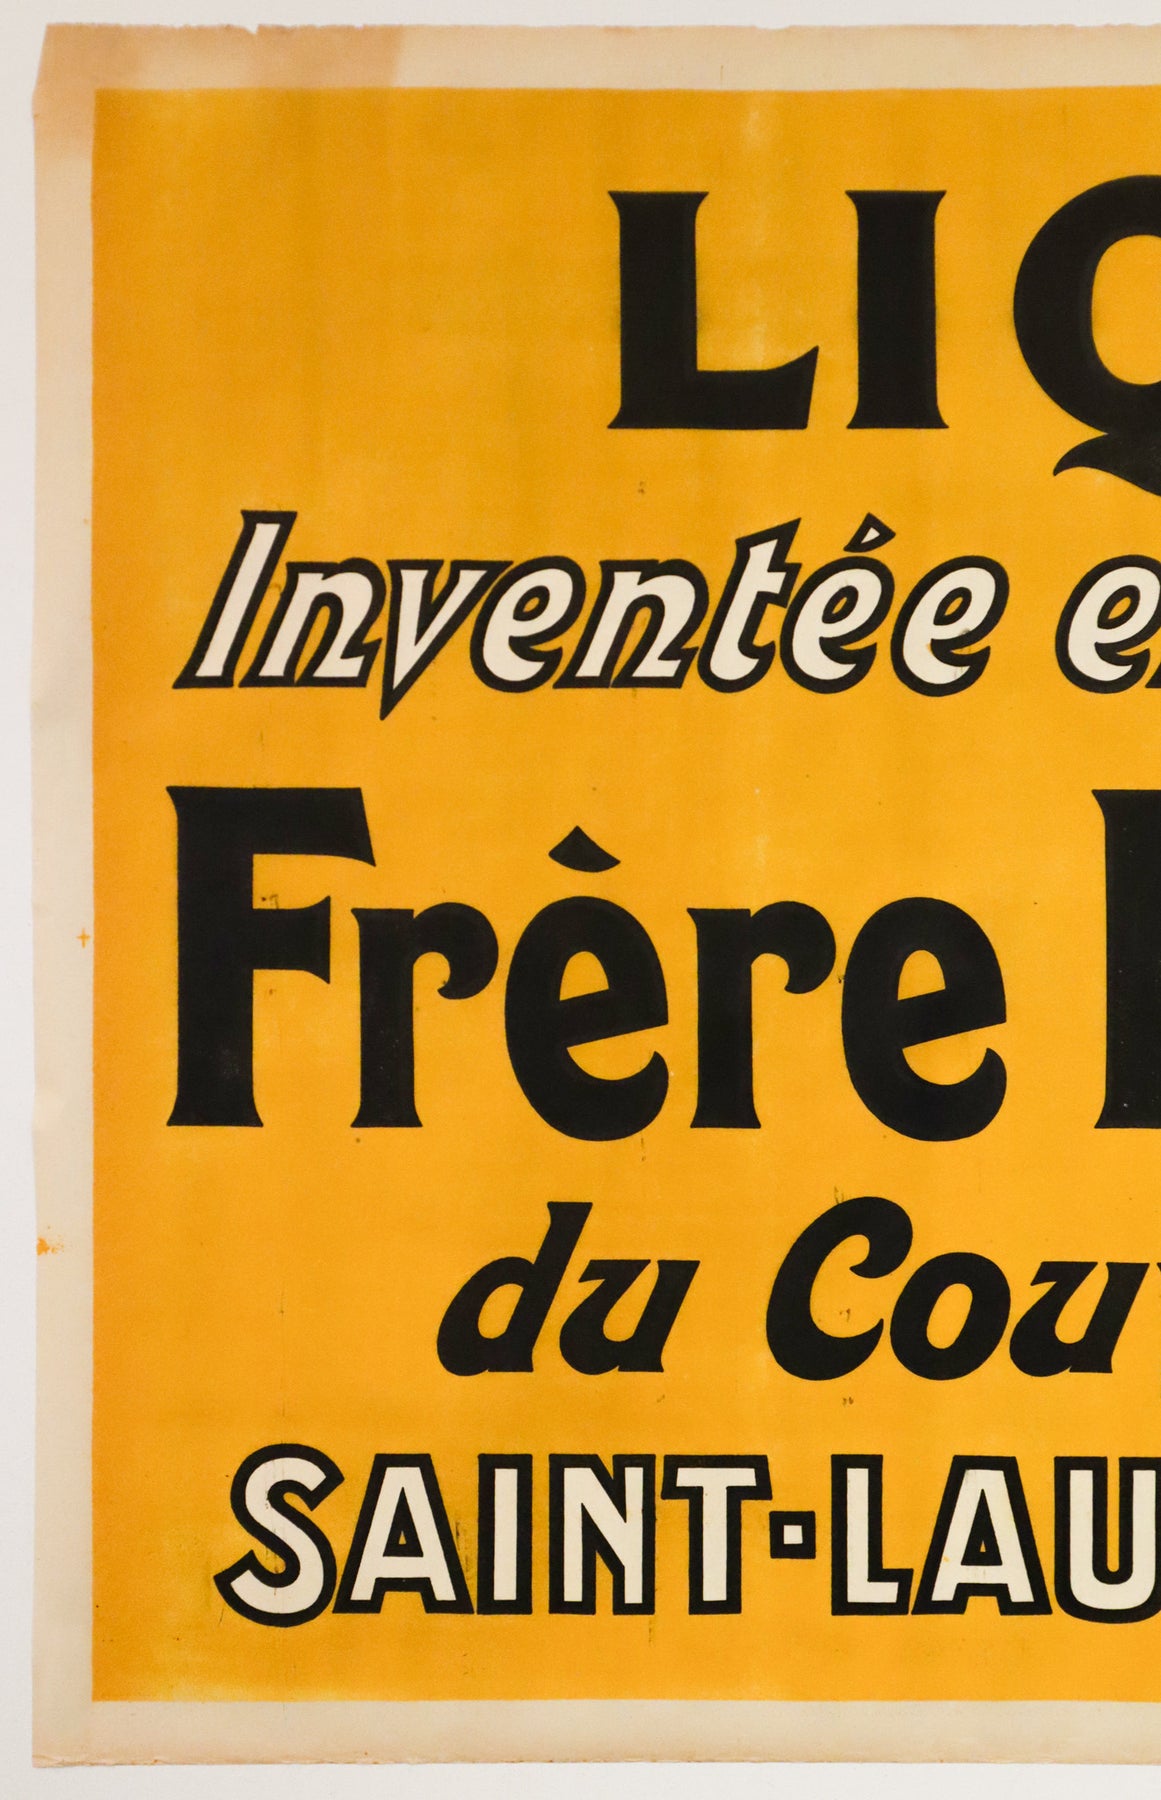 LIQ
Inventée e
Frère
du Cou
SAINT-LAU